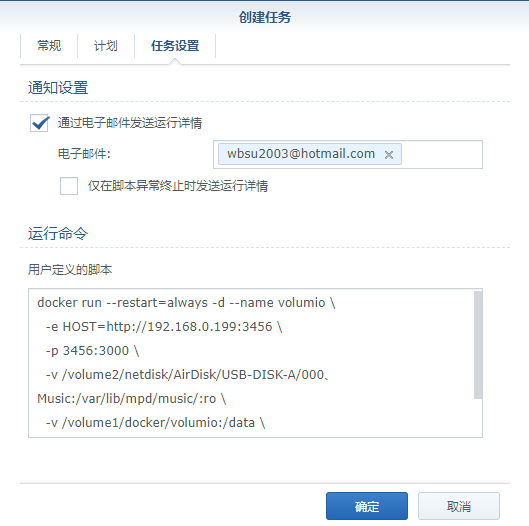 创建任务
常规 计划 任务设置
通知设置
通过电子邮件发送运行详情
电子邮件: wbsu2003@hotmail.com
仅在脚本异常终止时发送运行详情
运行命令
用户定义的脚本
docker run --restart=always -d --name volumio \
-e HOST=http://192.168.0.199:3456 \
-p 3456:3000 \
-v /volume2/netdisk/AirDisk/USB-DISK-A/000、
Music:/var/lib/mpd/music/:ro \
-v /volume1/docker/volumio:/data \
确定 取消